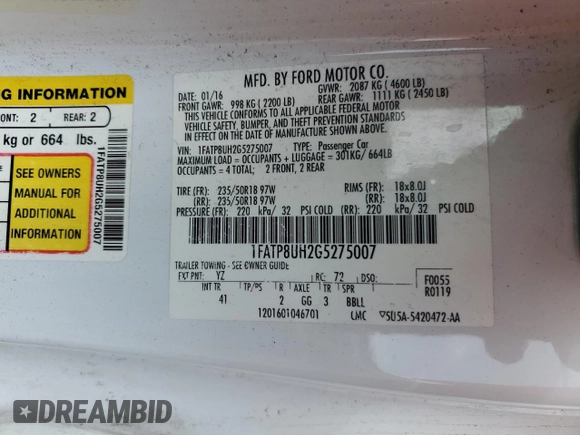 G INFORMATION
ONT: 2 REAR: 2
kg or 664 lbs.
SEE OWNERS
MANUAL FOR
ADDITIONAL
INFORMATION
1FATP8UH2G5275007
MFD. BY FORD MOTOR CO.
DATE: 01/16 GVWR: 2087 KG ( 4600 LB)
FRONT GAWR: 998 KG ( 2200 LB) REAR GAWR: 1111 KG ( 2450 LB)
THIS VEHICLE CONFORMS TO ALL APPLICABLE FEDERAL MOTOR
VEHICLE SAFETY, BUMPER, AND THEFT PREVENTION STANDARDS
IN EFFECT ON THE DATE OF MANUFACTURE SHOWN ABOVE.
VIN: 1FATP8UH2G5275007 TYPE: Passenger Car
MAXIMUM LOAD = OCCUPANTS + LUGGAGE = 301KG/ 664LB
OCCUPANTS = 4 TOTAL; 2 FRONT, 2 REAR
TIRE (FR): 235/50R18 97W RIMS (FR): 18x8.0J
(RR): 235/50R18 97W (RR): 18x8.0J
PRESSURE (FR): 220 kPa/ 32 PSI COLD (RR): 220 kPa/ 32 PSI COLD
1FATP8UH2G5275007
TRAILER TOWING - SEE OWNER GUIDE
EXT PNT: YZ RC: 72 DSO:
INT TR TP/PS R AXLE TR SPR
41 2 GG 3 BBLL
F0055
R0119
1201601046701 LMC
5U5A-5420472-AA
DREAMBID